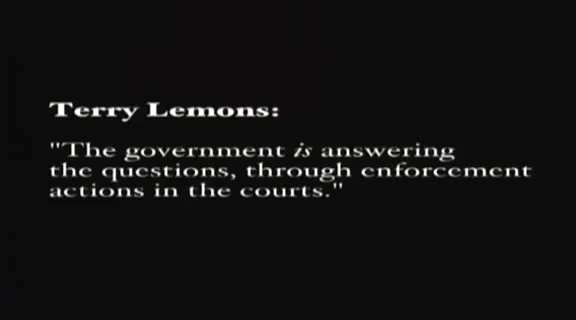 Terry Lemons:
"The government is answering
the questions, through enforcement
actions in the courts."